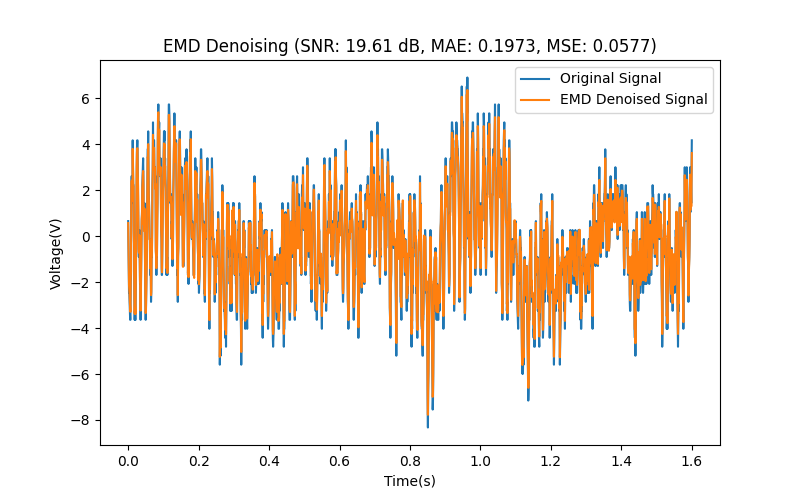 EMD Denoising (SNR: 19.61 dB, MAE: 0.1973, MSE: 0.0577)
Original Signal
EMD Denoised Signal
6
4
2
0
−2
−4
−6
−8
Voltage(V)
0.0 0.2 0.4 0.6 0.8 1.0 1.2 1.4 1.6
Time(s)